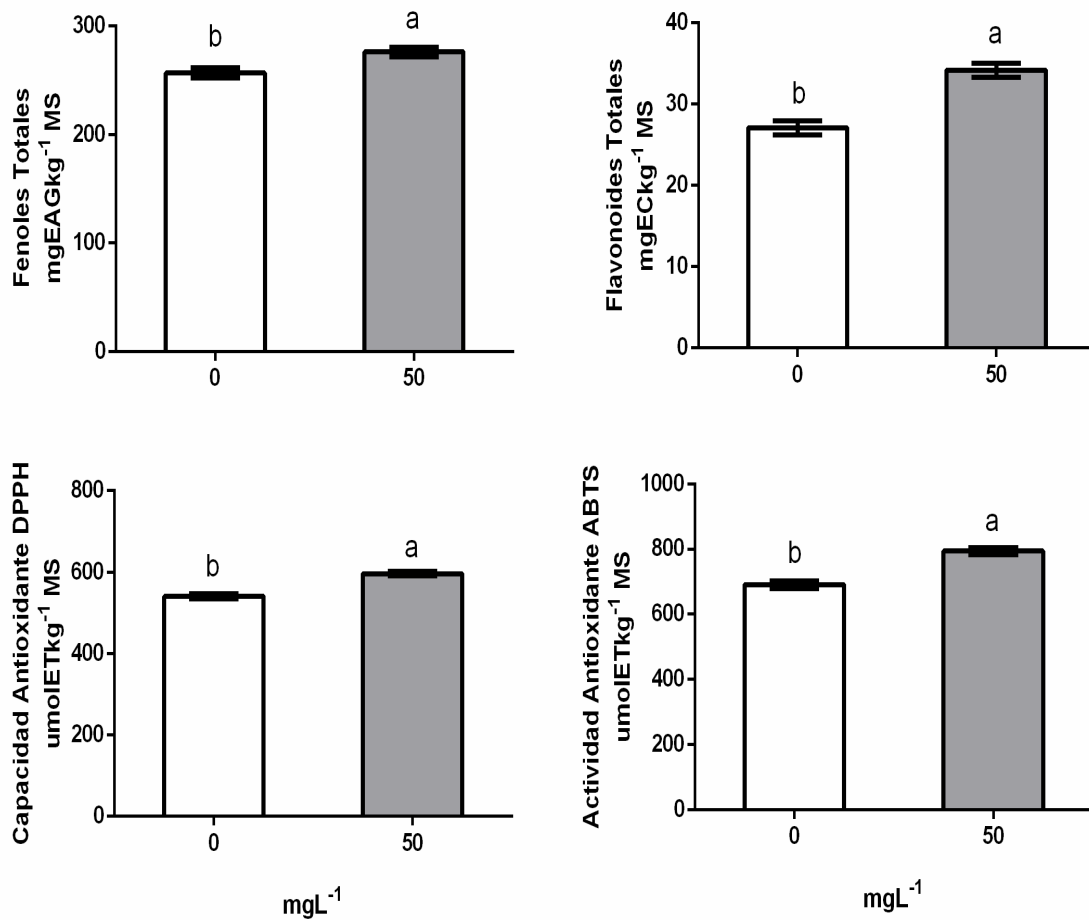 Fenoles Totales
mgEAGkg⁻¹ MS
300
200
100
0
b
a
0
50
Flavonoides Totales
mgECkg⁻¹ MS
40
30
20
10
0
b
a
0
50
Capacidad Antioxidante DPPH
umolETkg⁻¹ MS
800
600
400
200
0
b
a
0
50
mgL⁻¹
Actividad Antioxidante ABTS
umolETkg⁻¹ MS
1000
800
600
400
200
0
b
a
0
50
mgL⁻¹